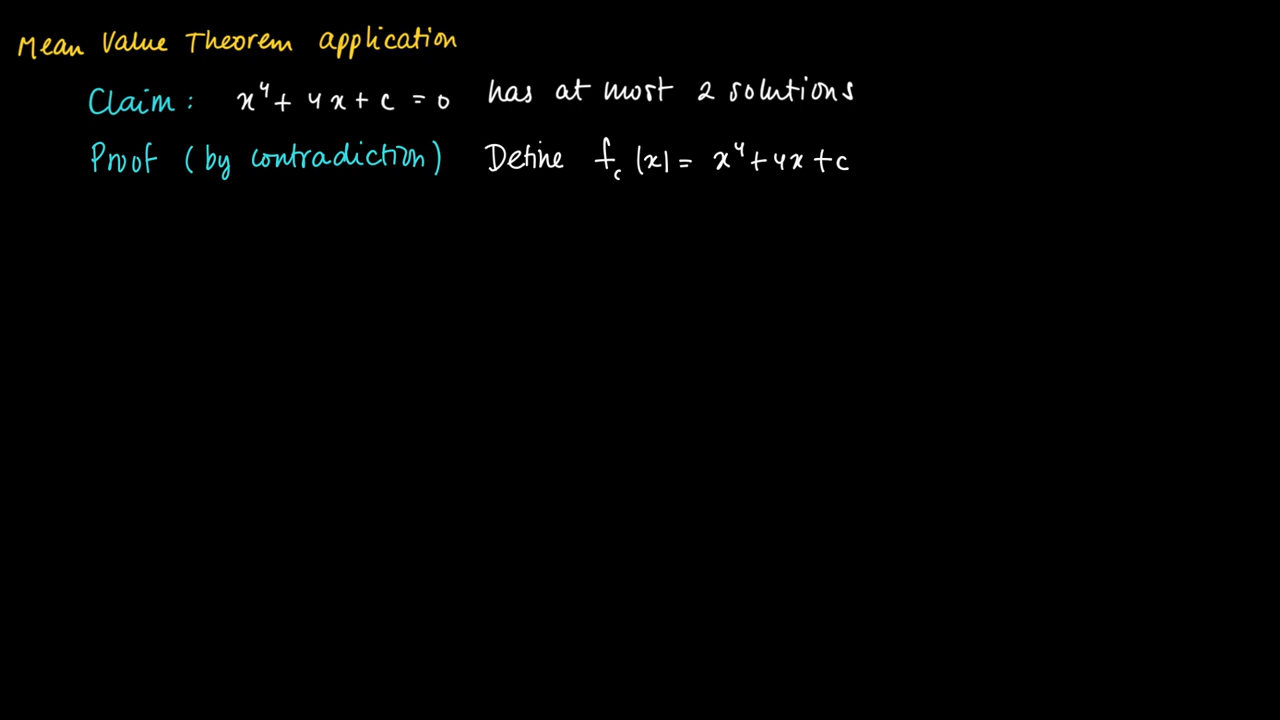 Mean Value Theorem application
Claim: x⁴ + 4x + c = 0 has at most 2 solutions
Proof (by contradiction) Define f_c(x) = x⁴ + 4x + c